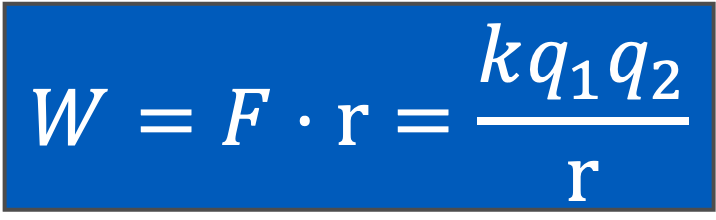 W = F · r = kq₁q₂/r